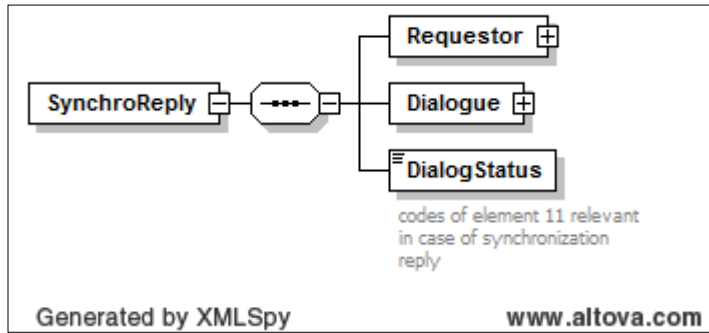 Requestor
SynchroReply
Dialogue
DialogStatus
codes of element 11 relevant
in case of synchronization
reply
Generated by XMLSpy www.altova.com